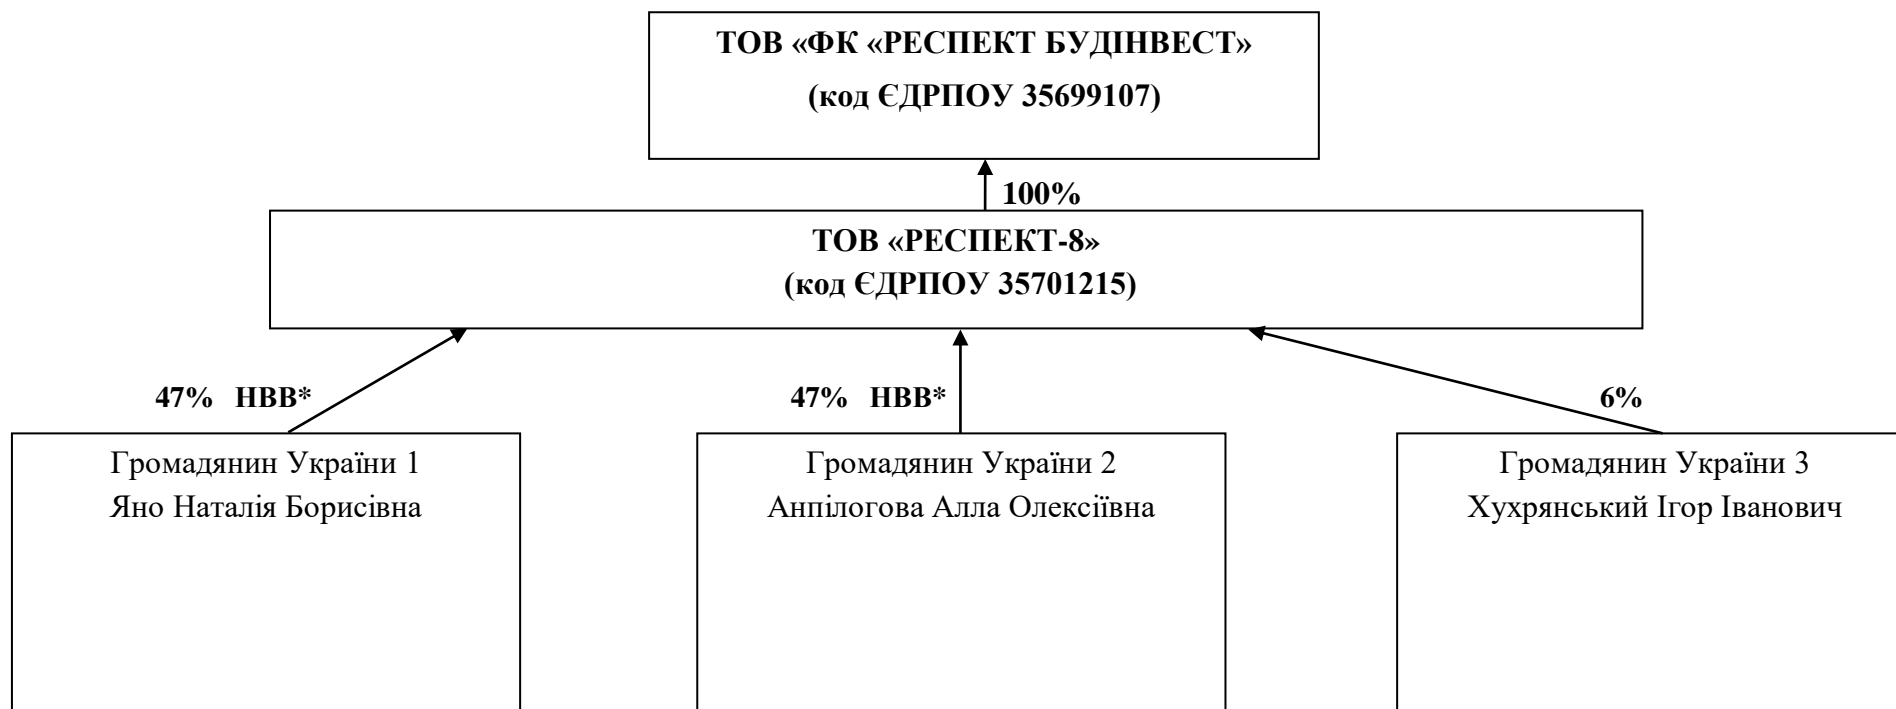 ТОВ «ФК «РЕСПЕКТ БУДІНВЕСТ»
(код ЄДРПОУ 35699107)
100%
ТОВ «РЕСПЕКТ-8»
(код ЄДРПОУ 35701215)
47% НВВ*
47% НВВ*
6%
Громадянин України 1
Яно Наталія Борисівна
Громадянин України 2
Анпілогова Алла Олексіївна
Громадянин України 3
Хухрянський Ігор Іванович